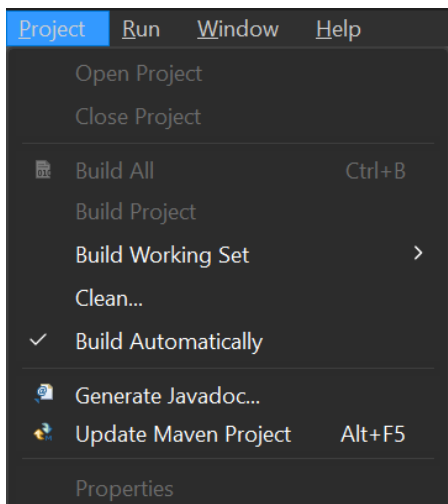 Project Run Window Help
Open Project
Close Project
Build All Ctrl+B
Build Project
Build Working Set
Clean...
Build Automatically
Generate Javadoc...
Update Maven Project Alt+F5
Properties